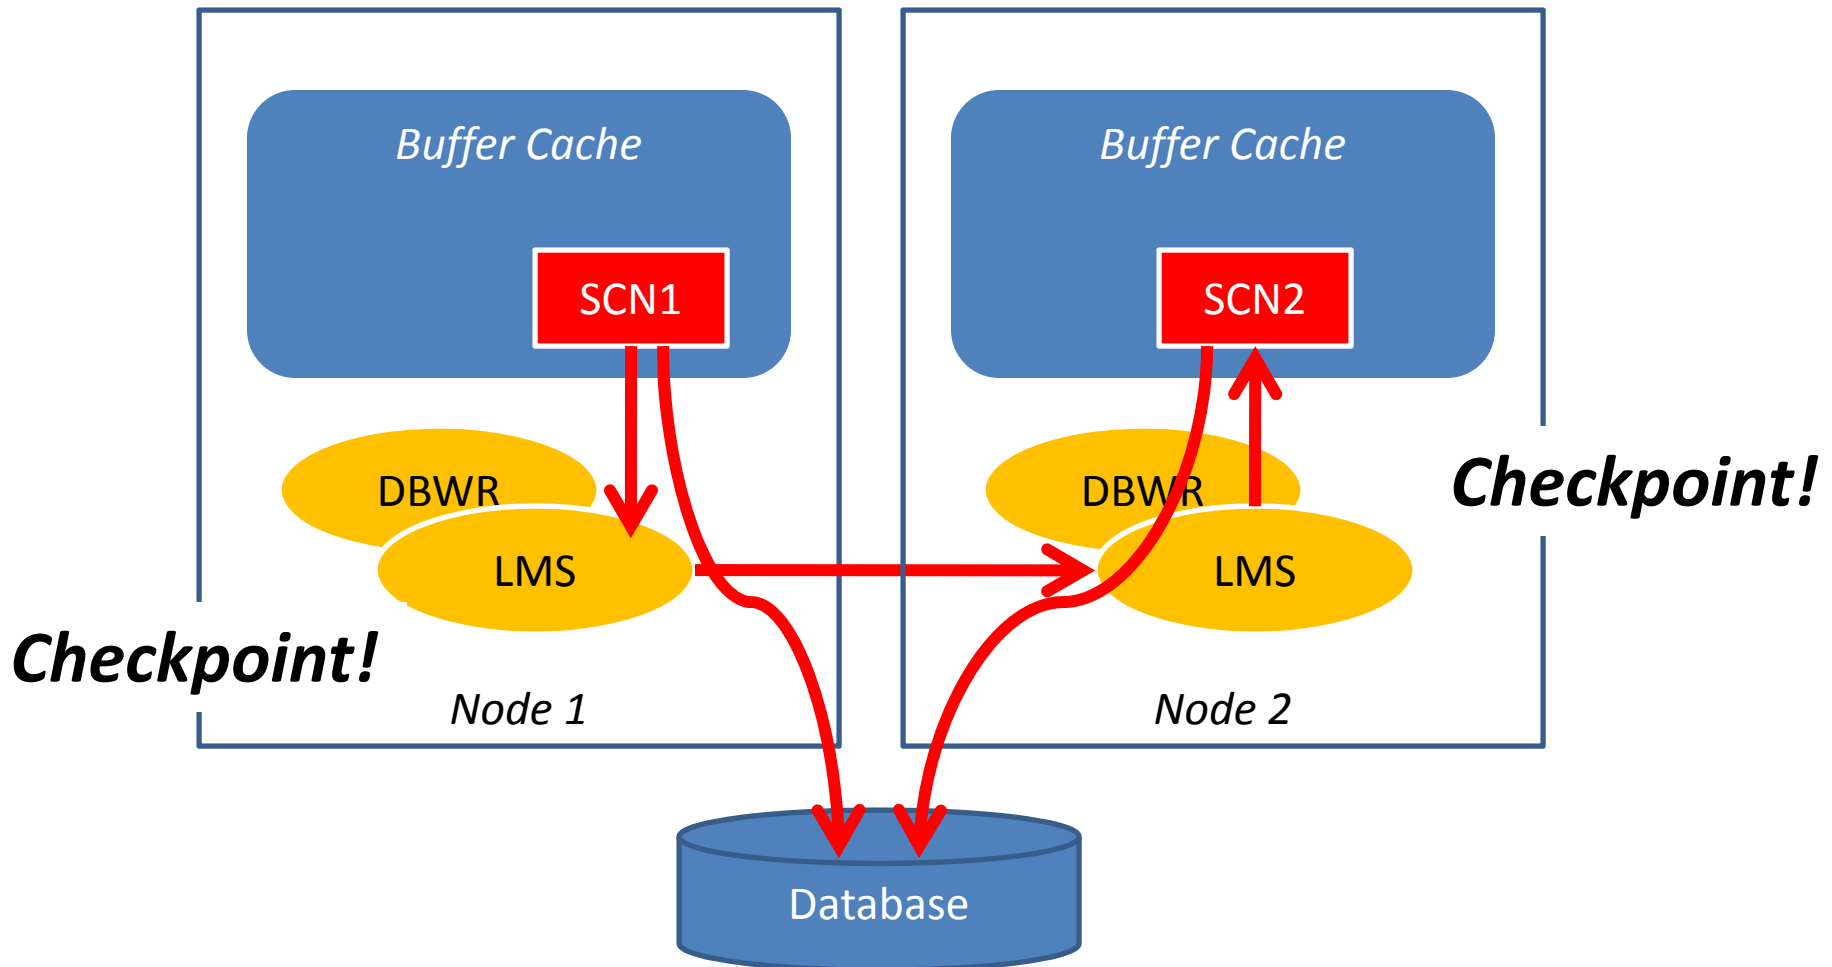 Buffer Cache
SCN1
DBWR
LMS
Checkpoint!
Node 1
Buffer Cache
SCN2
DBWR
LMS
Checkpoint!
Node 2
Database